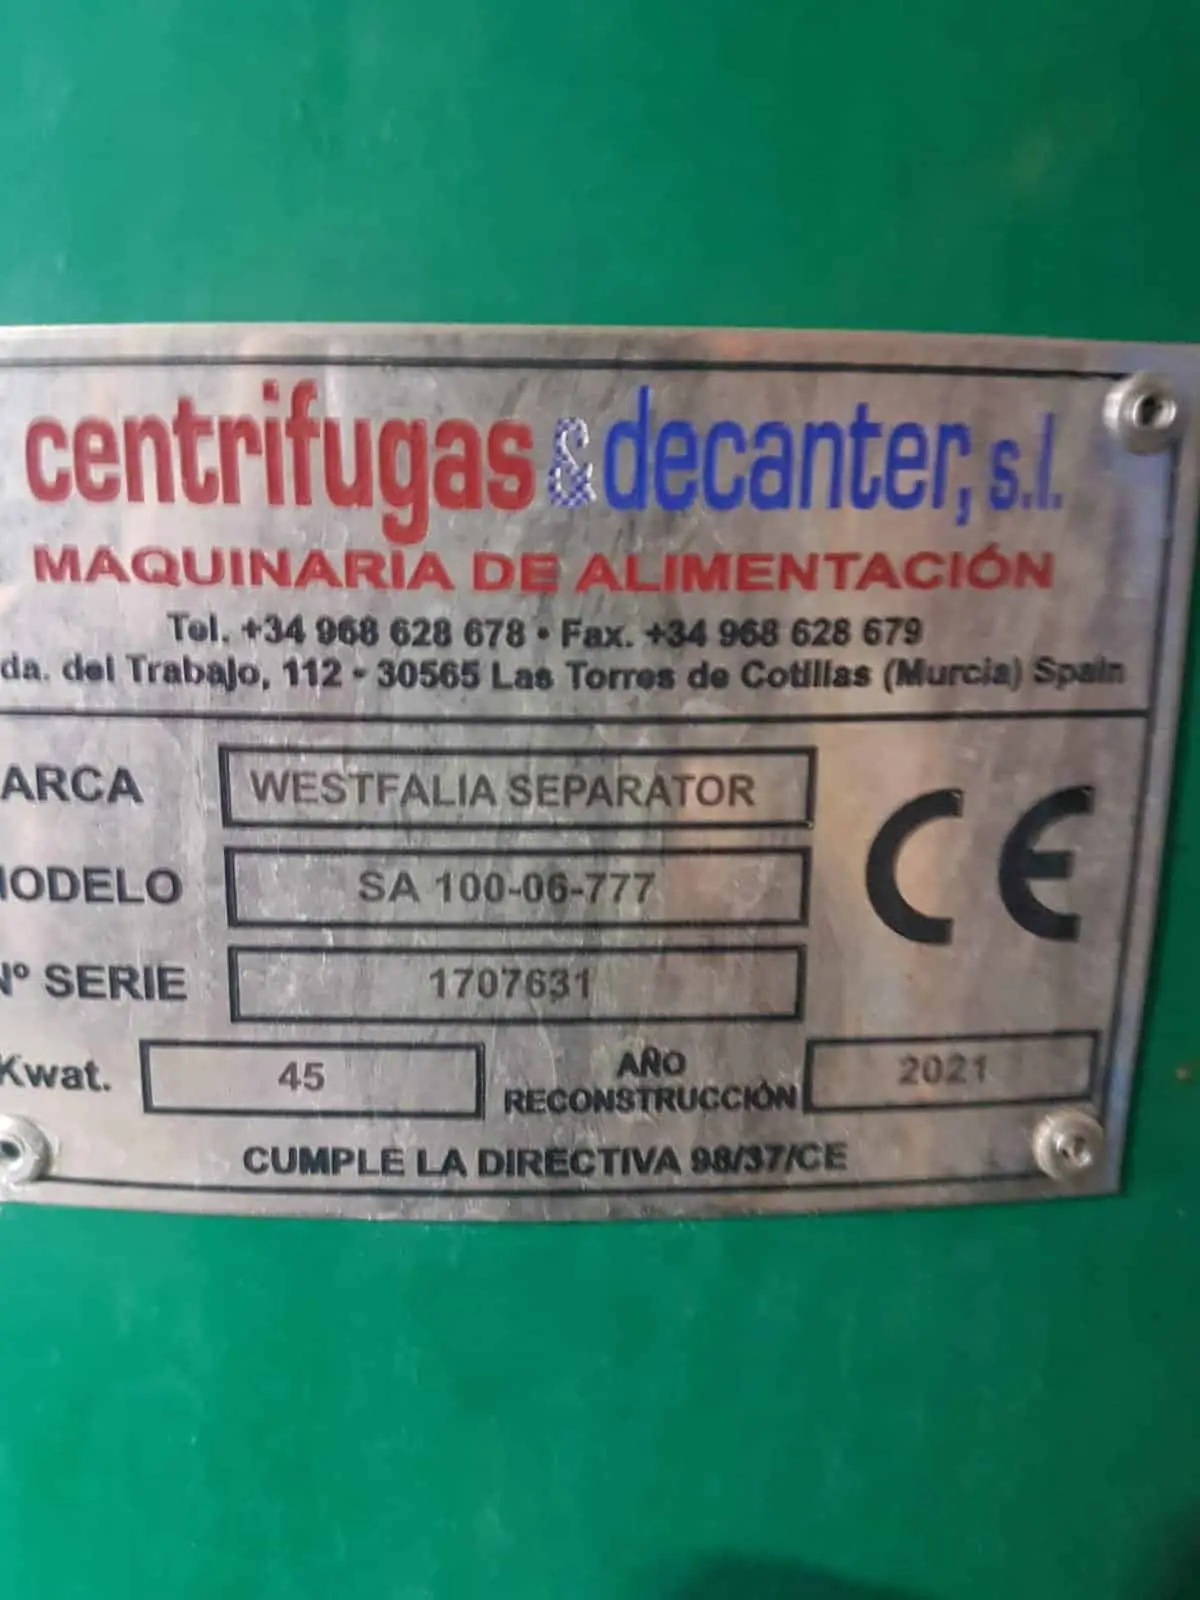 centrifugas & decanter, s.l.
MAQUINARIA DE ALIMENTACIÓN
Tel. +34 968 628 678 • Fax. +34 968 628 679
da. del Trabajo, 112 - 30565 Las Torres de Cotillas (Murcia) Spain
ARCA WESTFALIA SEPARATOR
ODELO SA 100-06-777
Nº SERIE 1707631
Kwat. 45 AÑO RECONSTRUCCIÓN 2021
CUMPLE LA DIRECTIVA 98/37/CE
CE